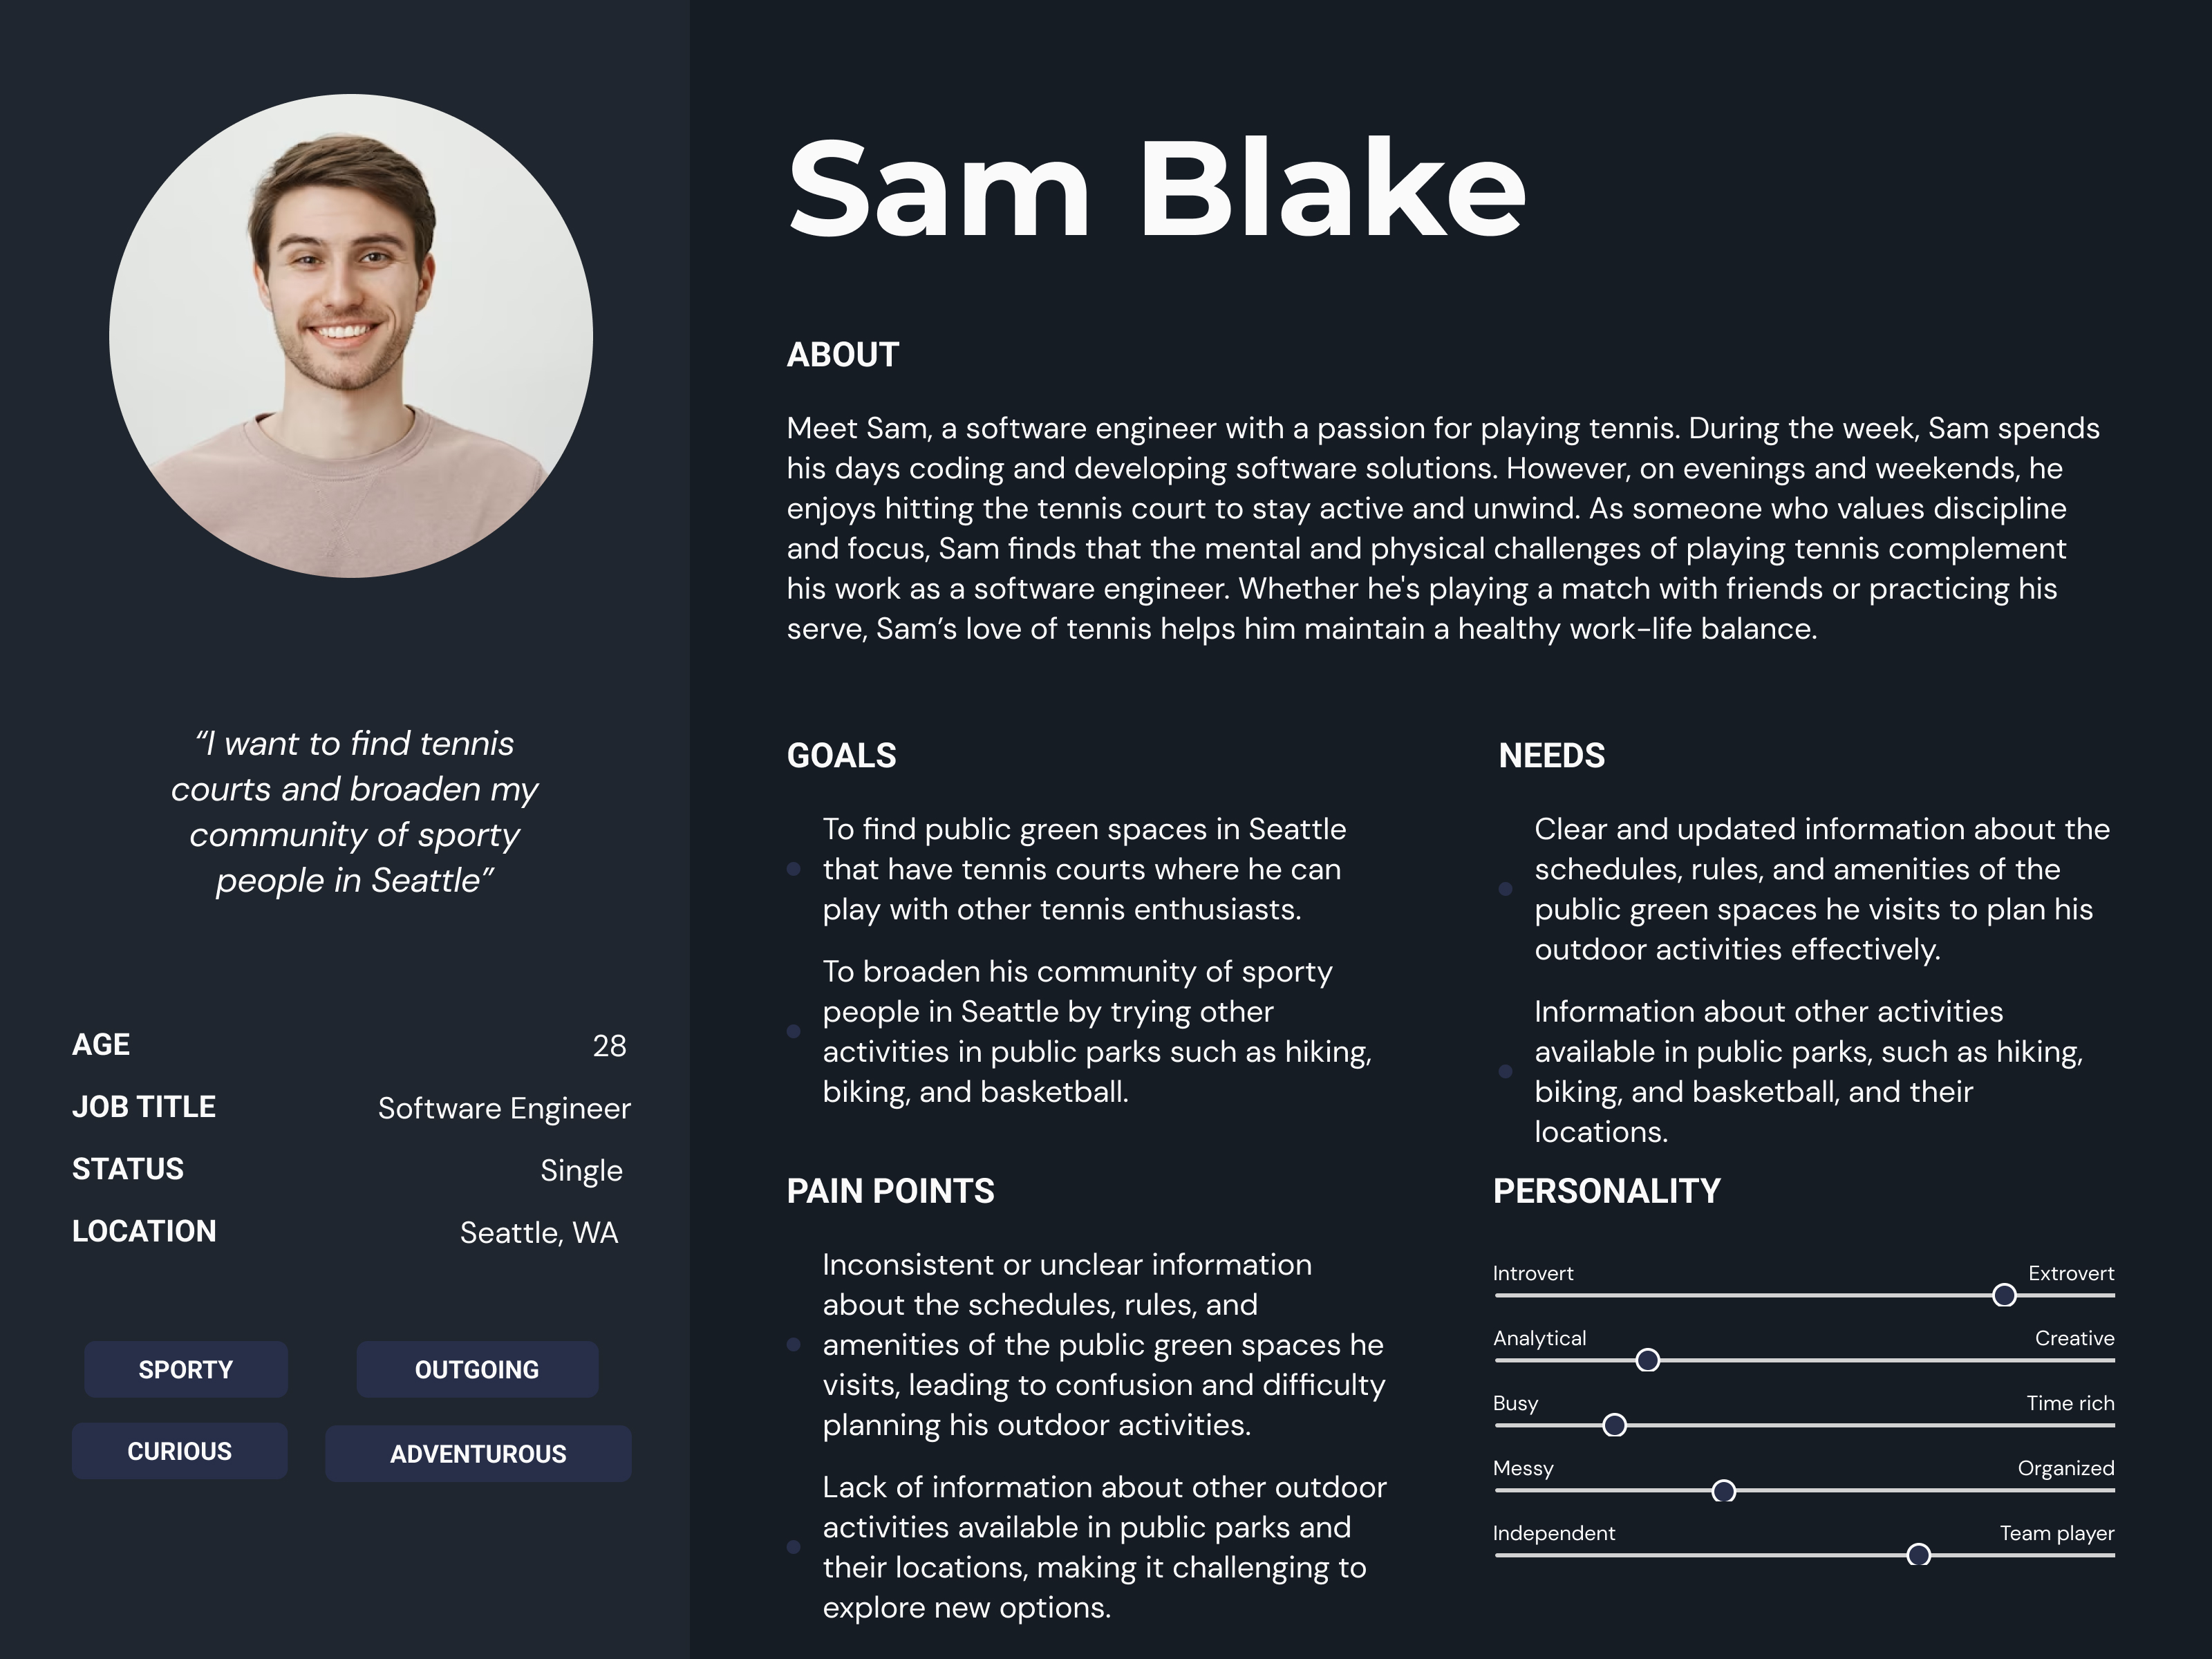 Sam Blake
ABOUT
Meet Sam, a software engineer with a passion for playing tennis. During the week, Sam spends
his days coding and developing software solutions. However, on evenings and weekends, he
enjoys hitting the tennis court to stay active and unwind. As someone who values discipline
and focus, Sam finds that the mental and physical challenges of playing tennis complement
his work as a software engineer. Whether he's playing a match with friends or practicing his
serve, Sam’s love of tennis helps him maintain a healthy work-life balance.
“I want to find tennis
courts and broaden my
community of sporty
people in Seattle”
AGE 28
JOB TITLE Software Engineer
STATUS Single
LOCATION Seattle, WA
SPORTY OUTGOING
CURIOUS ADVENTUROUS
GOALS
To find public green spaces in Seattle
that have tennis courts where he can
play with other tennis enthusiasts.
To broaden his community of sporty
people in Seattle by trying other
activities in public parks such as hiking,
biking, and basketball.
NEEDS
Clear and updated information about the
schedules, rules, and amenities of the
public green spaces he visits to plan his
outdoor activities effectively.
Information about other activities
available in public parks, such as hiking,
biking, and basketball, and their
locations.
PAIN POINTS
Inconsistent or unclear information
about the schedules, rules, and
amenities of the public green spaces he
visits, leading to confusion and difficulty
planning his outdoor activities.
Lack of information about other outdoor
activities available in public parks and
their locations, making it challenging to
explore new options.
PERSONALITY
Introvert Extrovert
Analytical Creative
Busy Time rich
Messy Organized
Independent Team player